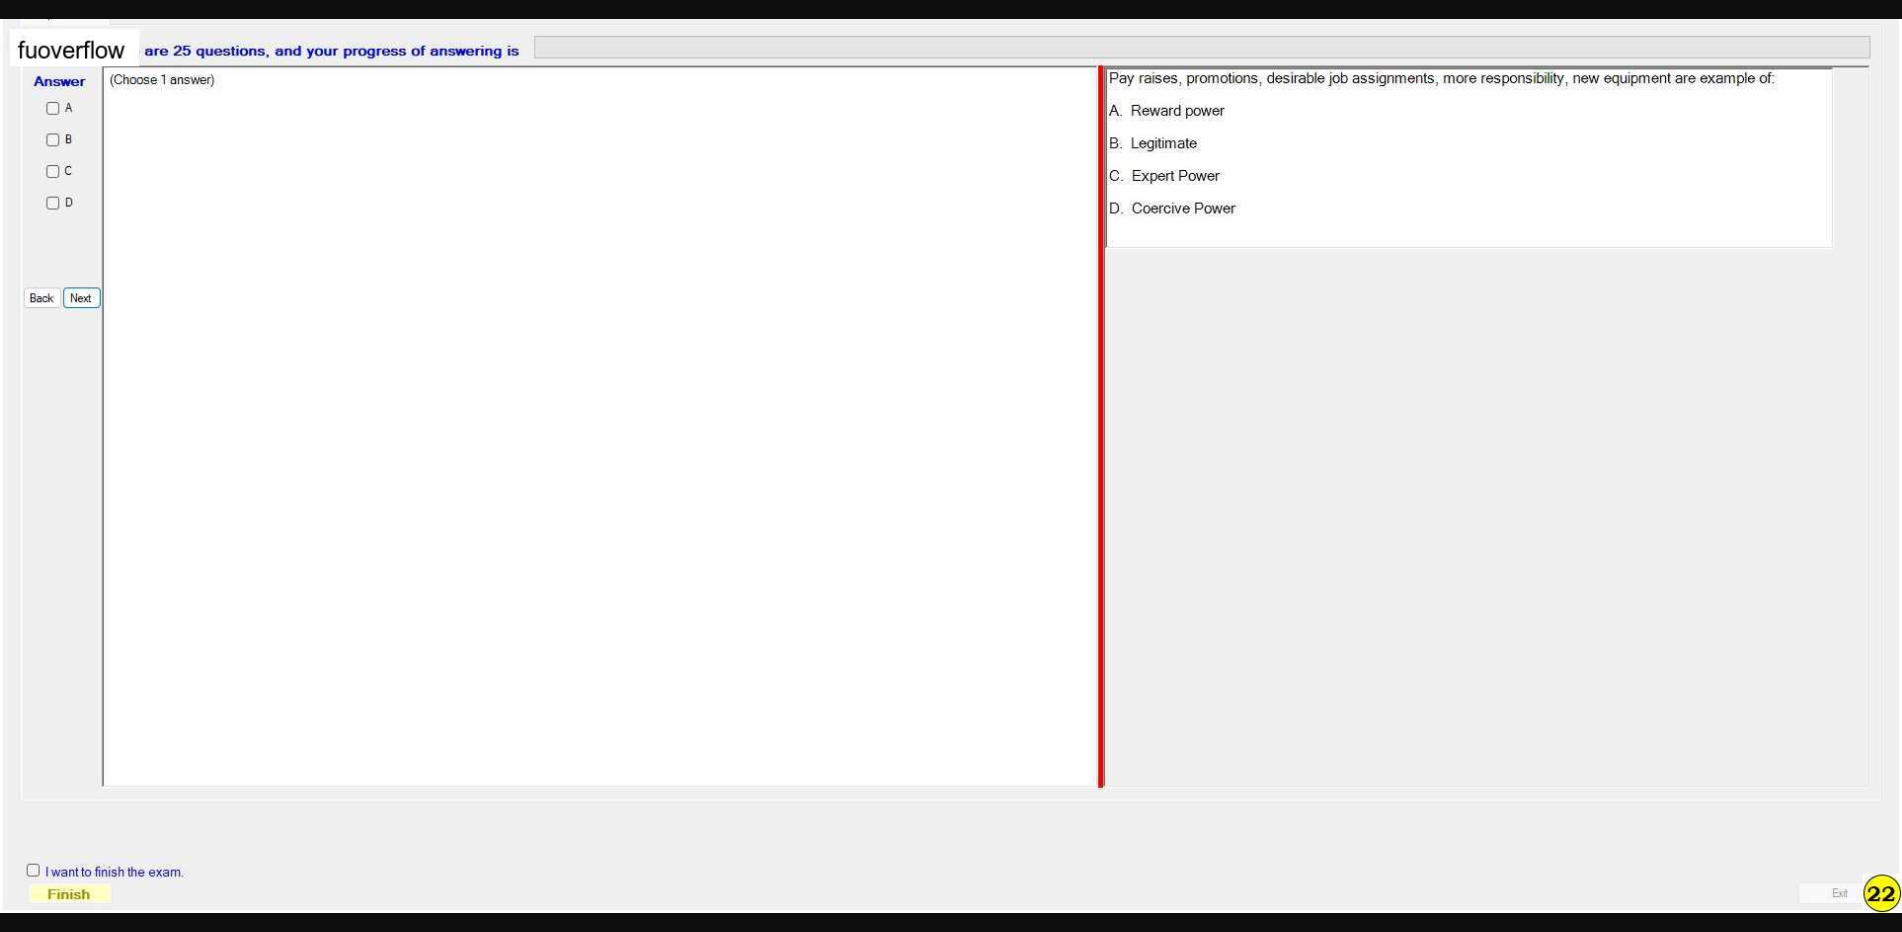 fuoverflow are 25 questions, and your progress of answering is
Answer
(Choose 1 answer)
A
B
C
D
Back Next
Pay raises, promotions, desirable job assignments, more responsibility, new equipment are example of:
A. Reward power
B. Legitimate
C. Expert Power
D. Coercive Power
I want to finish the exam.
Finish
Exit 22